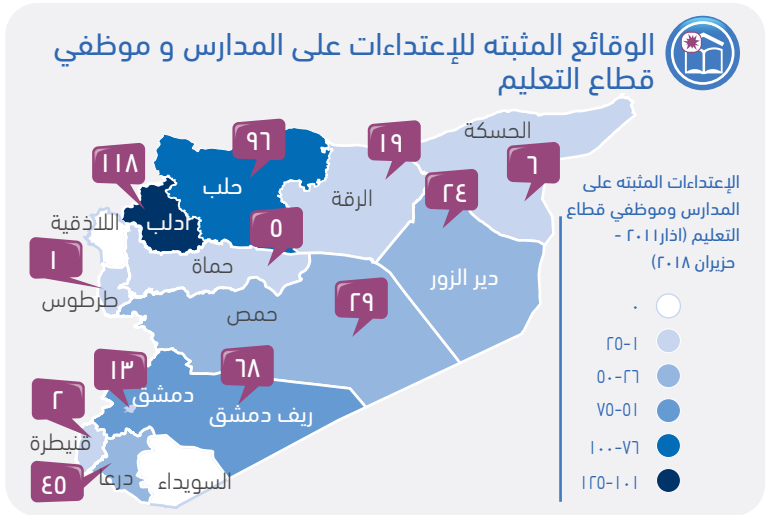 الوقائع المثبته للإعتداءات على المدارس و موظفي
قطاع التعليم
الحسكة
٩٦
١٩
٦
١١٨
حلب
الرقة
٢٤
ادلب
اللاذقية
٥
١
حماة
دير الزور
طرطوس
حمص
٢٩
١٣
٦٨
دمشق
ريف دمشق
٢
قنيطرة
درعا
السويداء
٤٥
الإعتداءات المثبته على
المدارس وموظفي قطاع
التعليم (اذار٢٠١١ -
حزيران ٢٠١٨)
٠
١-٢٥
٢٦-٥٠
٥١-٧٥
٧٦-١٠٠
١٠١-١٢٥